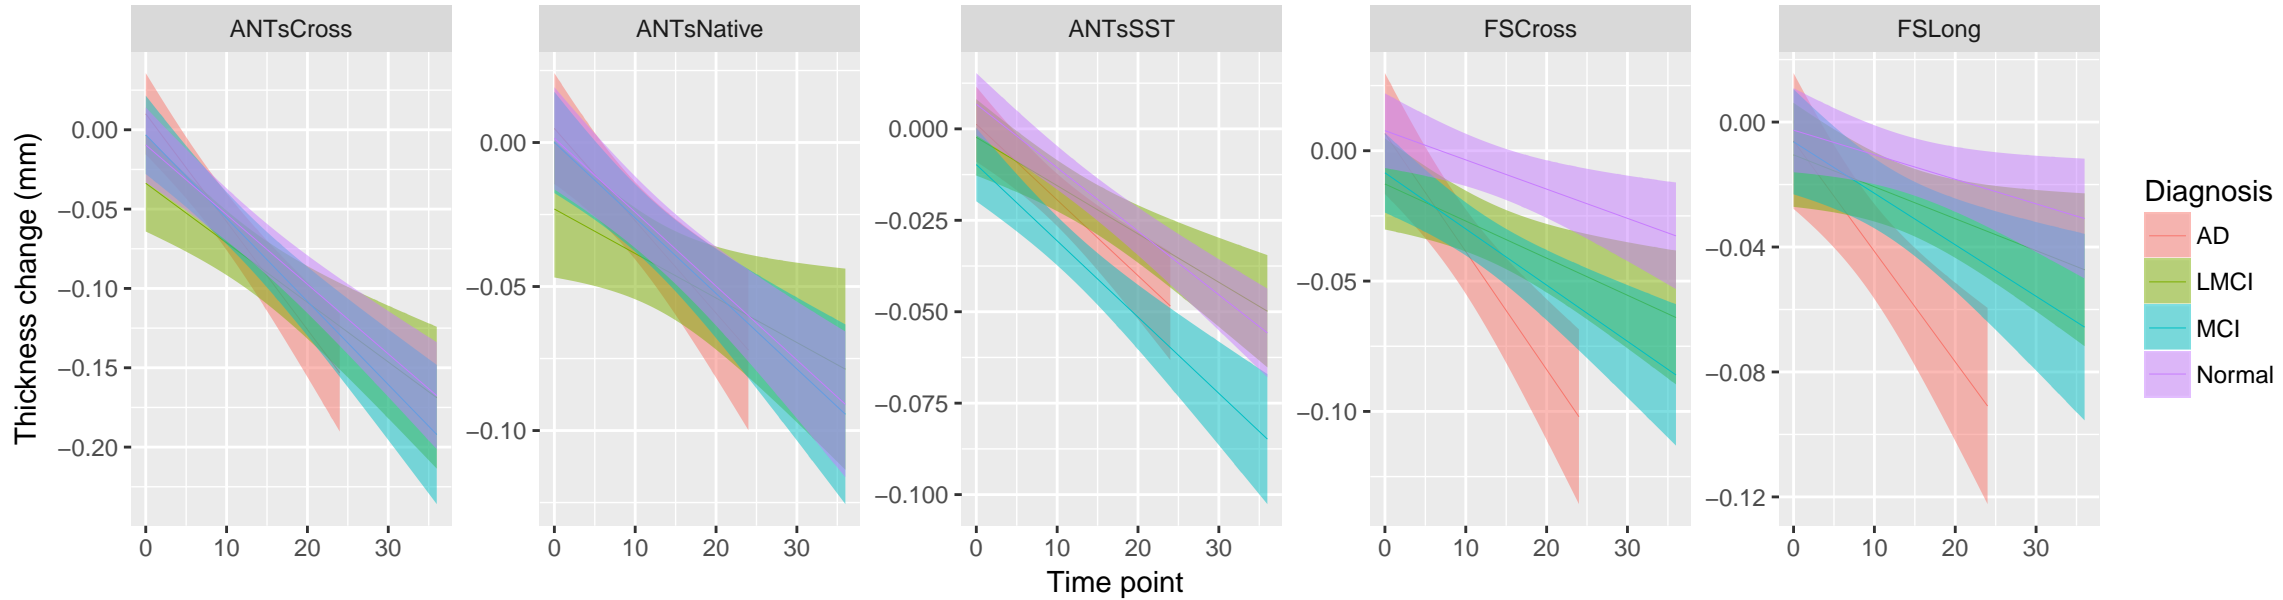 ANTsCross ANTsNative ANTsSST FSCross FSLong
Thickness change (mm)
0.00
−0.05
−0.10
−0.15
−0.20
0 10 20 30
0.00
−0.05
−0.10
0 10 20 30
0.000
−0.025
−0.050
−0.075
−0.100
0 10 20 30
0.00
−0.05
−0.10
0 10 20 30
0.00
−0.04
−0.08
−0.12
0 10 20 30
Time point
Diagnosis
AD
LMCI
MCI
Normal